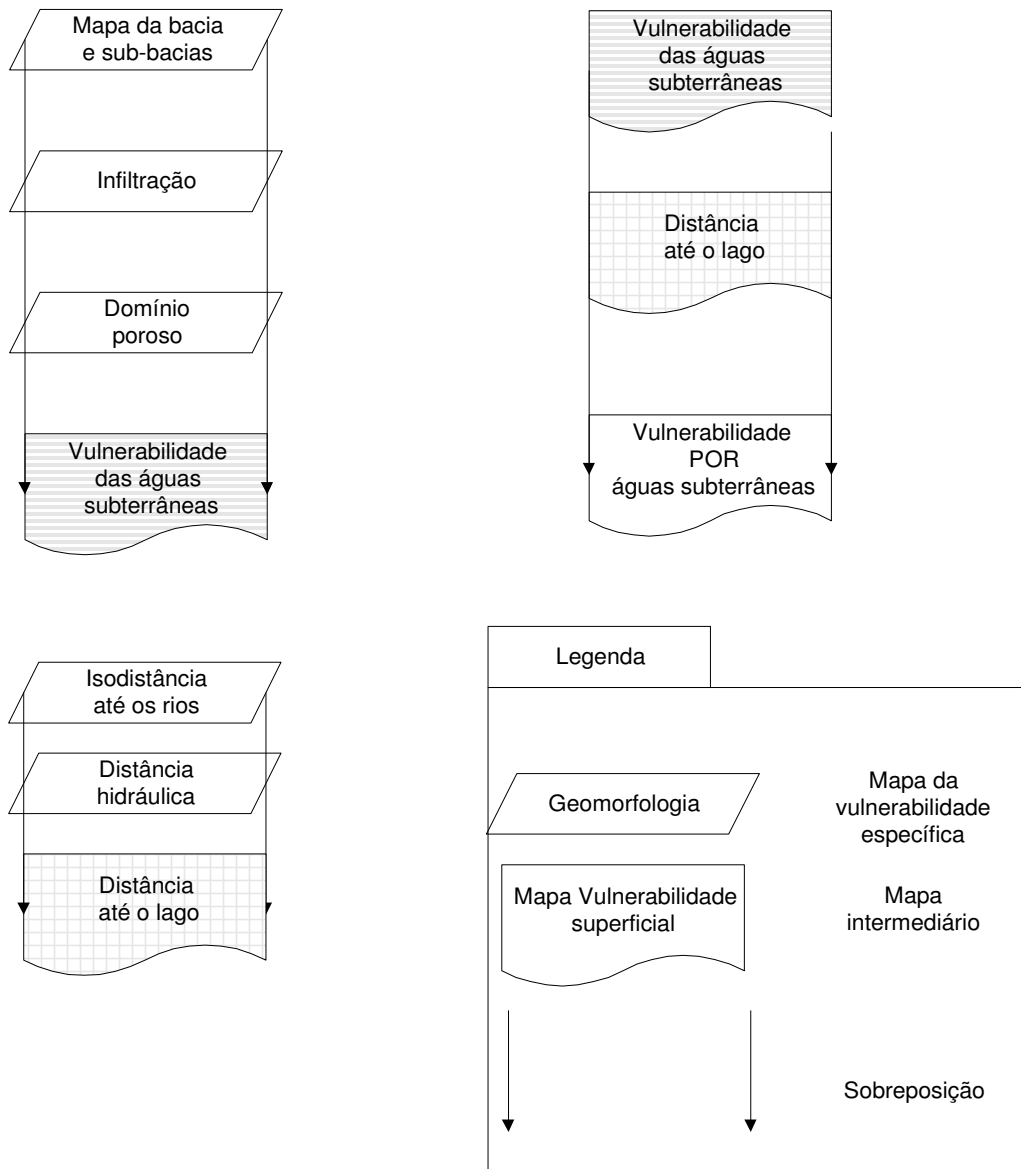 Mapa da bacia
e sub-bacias
Infiltração
Domínio
poroso
Vulnerabilidade
das águas
subterrâneas
Vulnerabilidade
das águas
subterrâneas
Distância
até o lago
Vulnerabilidade
POR
águas subterrâneas
Isodistância
até os rios
Distância
hidráulica
Distância
até o lago
Legenda
Geomorfologia
Mapa da
vulnerabilidade
específica
Mapa Vulnerabilidade
superficial
Mapa
intermediário
Sobreposição